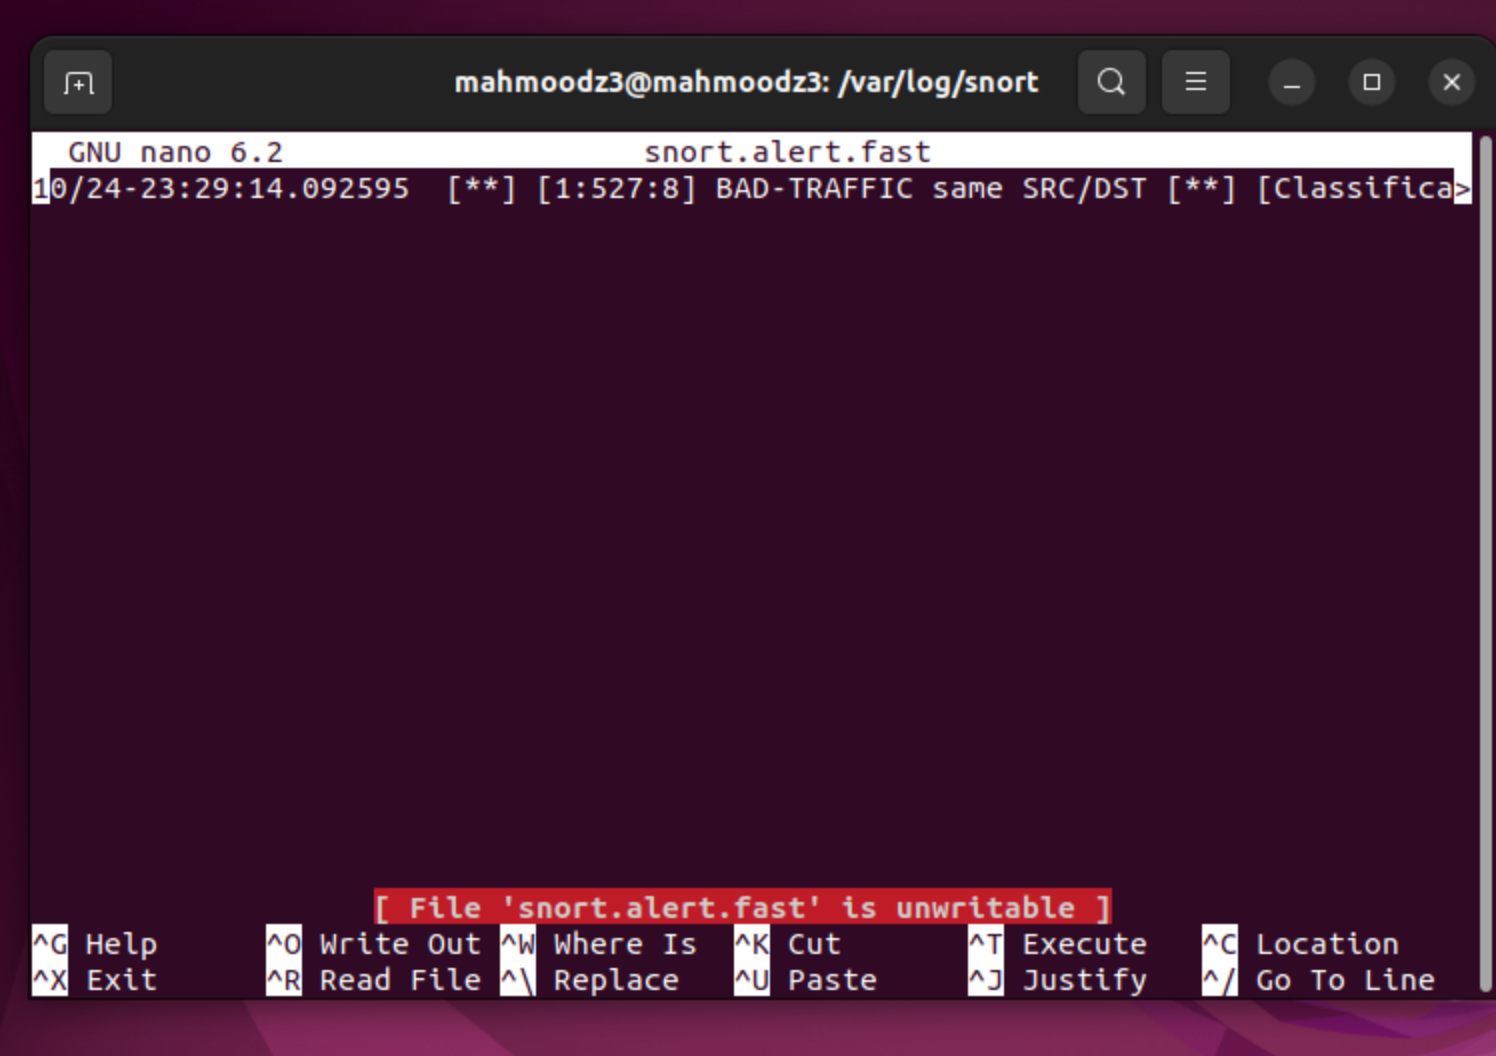 mahmoodz3@mahmoodz3: /var/log/snort
GNU nano 6.2 snort.alert.fast
10/24-23:29:14.092595  [**] [1:527:8] BAD-TRAFFIC same SRC/DST [**] [Classifica>
[ File 'snort.alert.fast' is unwritable ]
^G Help ^O Write Out ^W Where Is ^K Cut ^T Execute ^C Location
^X Exit ^R Read File ^\ Replace ^U Paste ^J Justify ^/ Go To Line